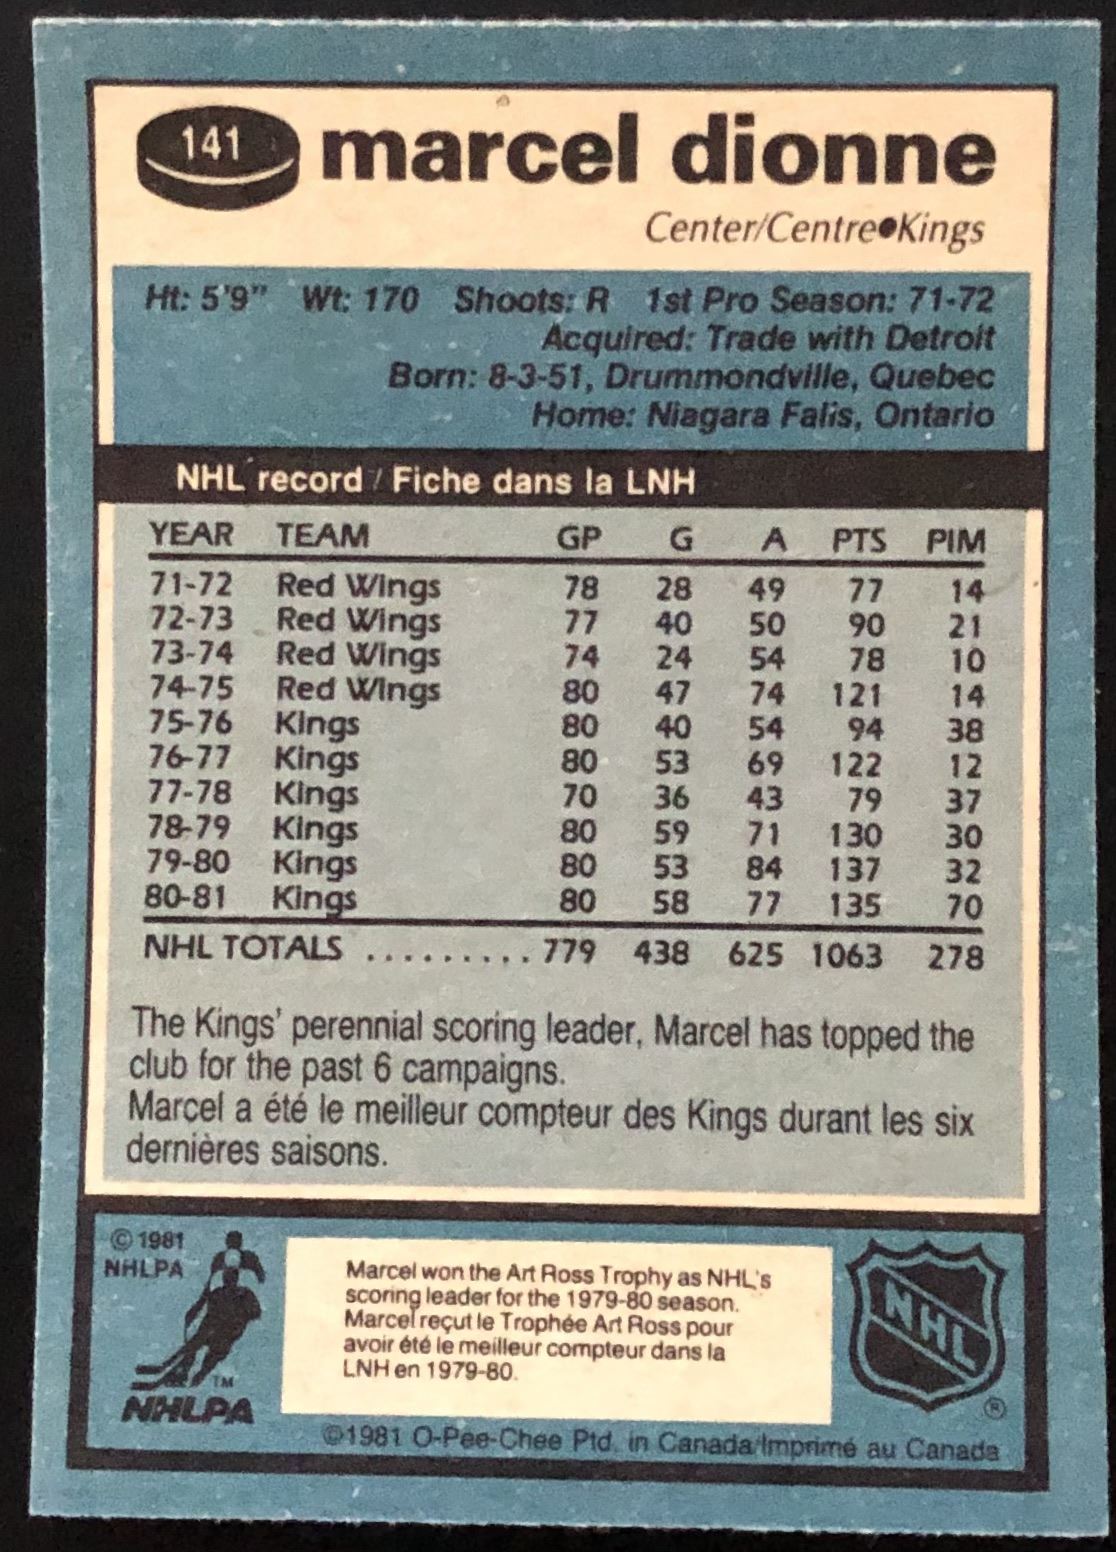 141 marcel dionne
Center/Centre●Kings
Ht: 5'9" Wt: 170 Shoots: R 1st Pro Season: 71-72
Acquired: Trade with Detroit
Born: 8-3-51, Drummondville, Quebec
Home: Niagara Falls, Ontario
NHL record / Fiche dans la LNH
YEAR TEAM GP G A PTS PIM
71-72 Red Wings 78 28 49 77 14
72-73 Red Wings 77 40 50 90 21
73-74 Red Wings 74 24 54 78 10
74-75 Red Wings 80 47 74 121 14
75-76 Kings 80 40 54 94 38
76-77 Kings 80 53 69 122 12
77-78 Kings 70 36 43 79 37
78-79 Kings 80 59 71 130 30
79-80 Kings 80 53 84 137 32
80-81 Kings 80 58 77 135 70
NHL TOTALS .......... 779 438 625 1063 278
The Kings' perennial scoring leader, Marcel has topped the
club for the past 6 campaigns.
Marcel a été le meilleur compteur des Kings durant les six
dernières saisons.
© 1981
NHLPA
TM
NHLPA
Marcel won the Art Ross Trophy as NHL's
scoring leader for the 1979-80 season.
Marcel reçut le Trophée Art Ross pour
avoir été le meilleur compteur dans la
LNH en 1979-80.
NHL
®
©1981 O-Pee-Chee Ptd. in Canada/Imprimé au Canada